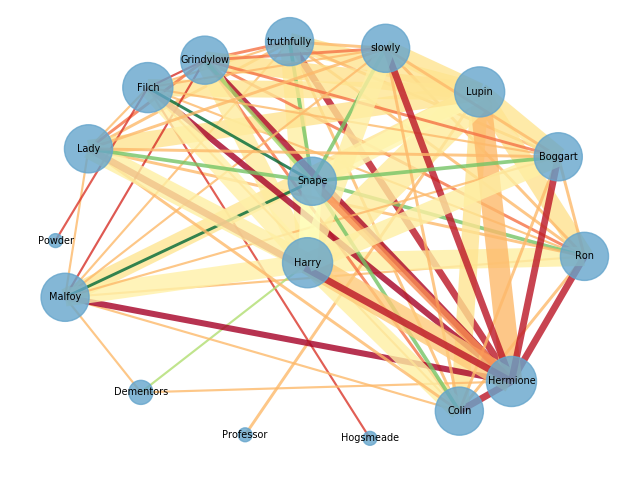 truthfully
slowly
Grindylow
Filch
Lupin
Lady
Boggart
Snape
Powder
Ron
Harry
Malfoy
Hermione
Dementors
Colin
Professor
Hogsmeade